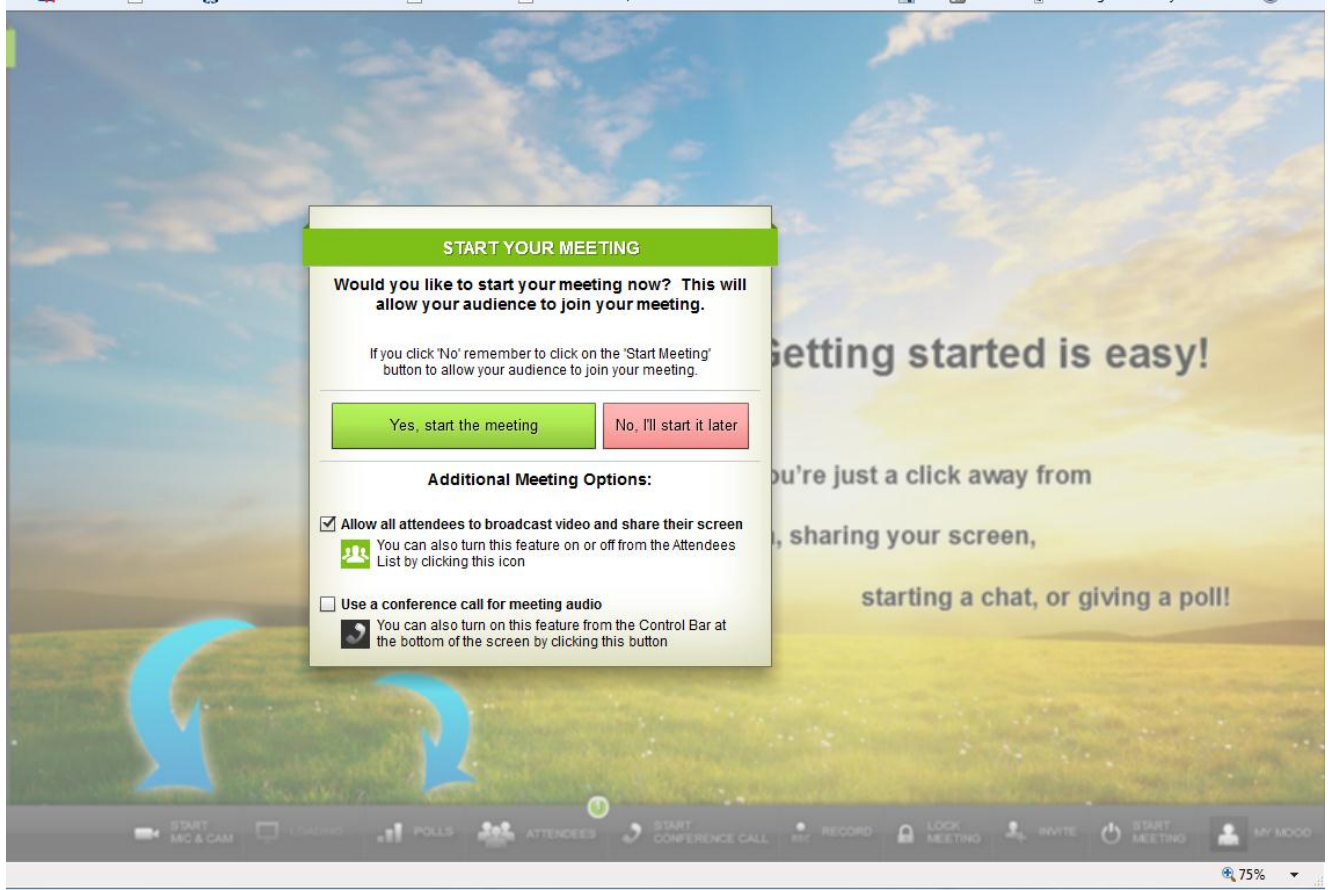 START YOUR MEETING
Would you like to start your meeting now? This will
allow your audience to join your meeting.
If you click 'No' remember to click on the 'Start Meeting'
button to allow your audience to join your meeting.
Yes, start the meeting
No, I'll start it later
Additional Meeting Options:
Allow all attendees to broadcast video and share their screen
You can also turn this feature on or off from the Attendees
List by clicking this icon
Use a conference call for meeting audio
You can also turn on this feature from the Control Bar at
the bottom of the screen by clicking this button
etting started is easy!
ou're just a click away from
, sharing your screen,
starting a chat, or giving a poll!
START
MIC & CAM
LOADING
POLLS
ATTENDEES
START
CONFERENCE CALL
REC
RECORD
LOCK
MEETING
INVITE
START
MEETING
MY MOOD
75%